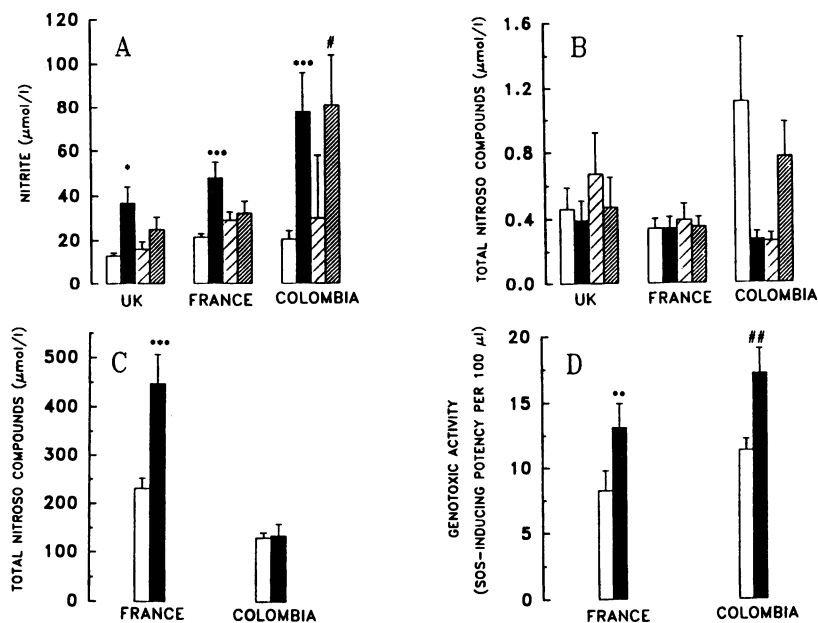 A
NITRITE (µmol/l)
120
100
80
60
40
20
0
•
•••
•••
#
UK
FRANCE
COLOMBIA
B
TOTAL NITROSO COMPOUNDS (µmol/l)
1.6
1.2
0.8
0.4
0.0
UK
FRANCE
COLOMBIA
C
TOTAL NITROSO COMPOUNDS (µmol/l)
500
400
300
200
100
0
•••
FRANCE
COLOMBIA
D
GENOTOXIC ACTIVITY
(SOS-INDUCING POTENCY PER 100 µl)
20
15
10
5
0
••
##
FRANCE
COLOMBIA